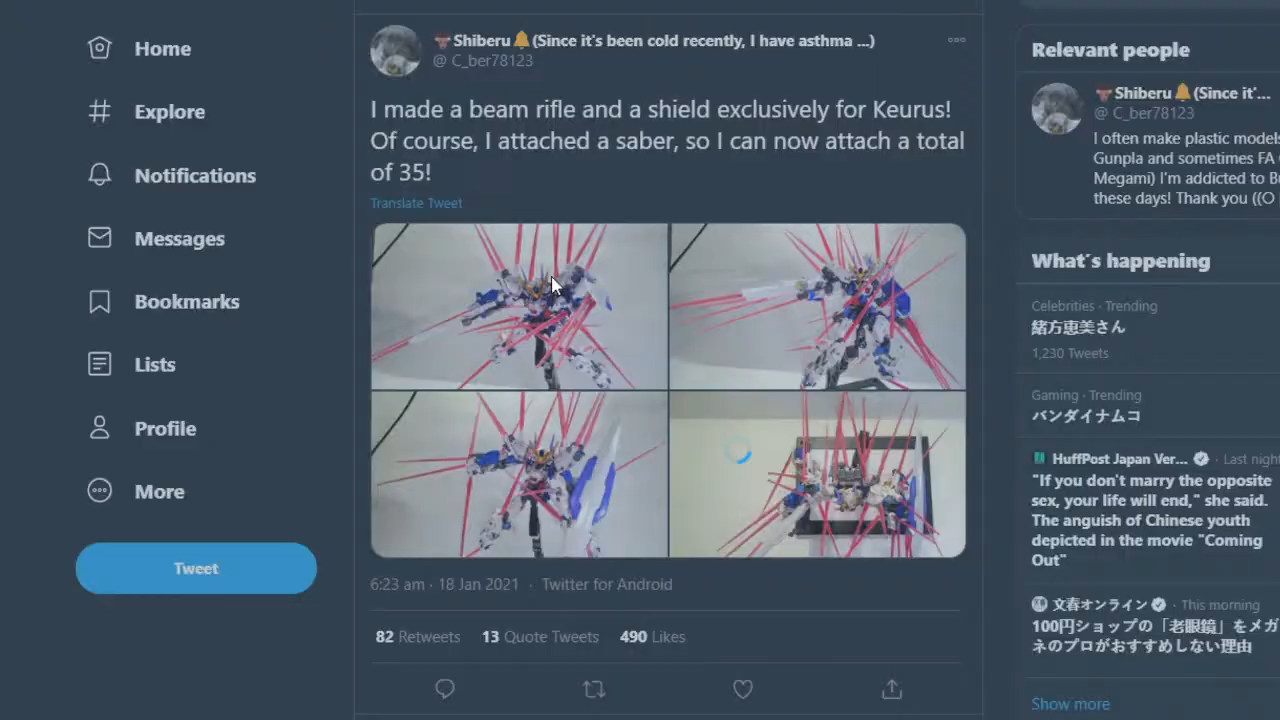 Home
Explore
Notifications
Messages
Bookmarks
Lists
Profile
More
Tweet
Shiberu🔔(Since it's been cold recently, I have asthma ...)
@ C_ber78123
I made a beam rifle and a shield exclusively for Keurus!
Of course, I attached a saber, so I can now attach a total
of 35!
Translate Tweet
6:23 am · 18 Jan 2021 · Twitter for Android
82 Retweets 13 Quote Tweets 490 Likes
Relevant people
Shiberu🔔(Since it'...
@ C_ber78123
I often make plastic models
Gunpla and sometimes FA
Megami) I'm addicted to B
these days! Thank you ((O
What's happening
Celebrities · Trending
緒方恵美さん
1,230 Tweets
Gaming · Trending
バンダイナムコ
HuffPost Japan Ver... · Last night
"If you don't marry the opposite
sex, your life will end," she said.
The anguish of Chinese youth
depicted in the movie "Coming
Out"
文春オンライン · This morning
100円ショップの「老眼鏡」をメガ
ネのプロがおすすめしない理由
Show more